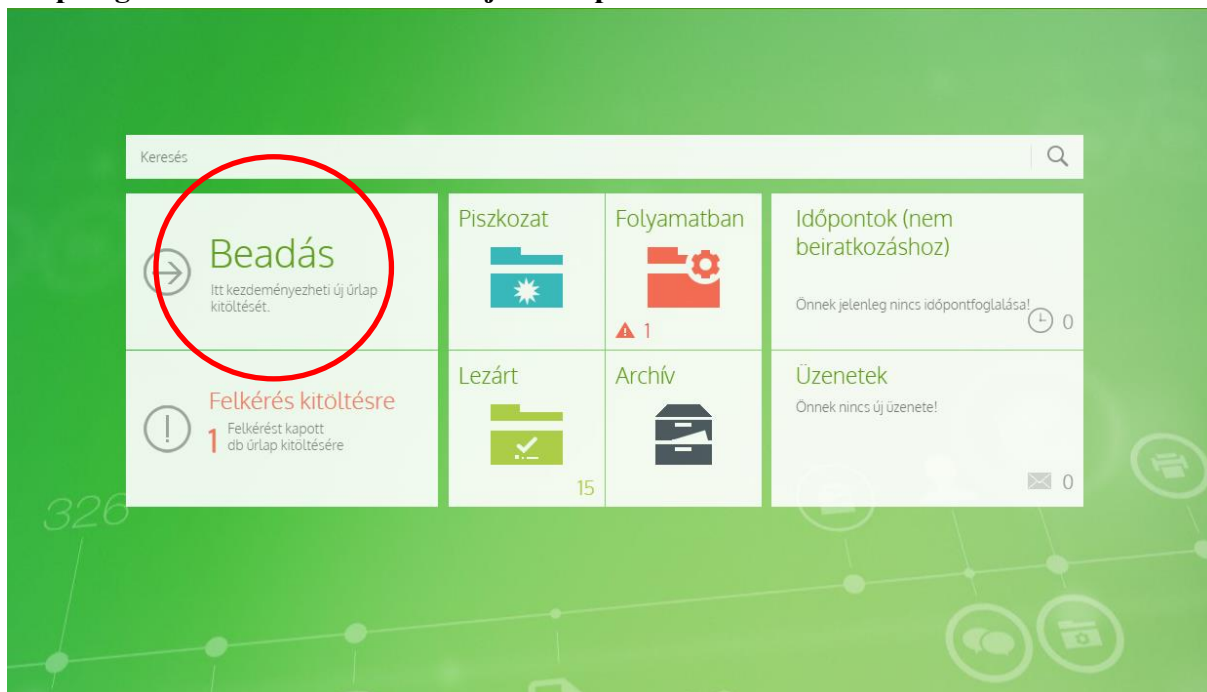 Keresés
Beadás
Itt kezdeményezheti új űrlap
kitöltését.
Piszkozat
Folyamatban
1
Időpontok (nem
beiratkozáshoz)
Önnek jelenleg nincs időpontfoglalása!
0
Felkérés kitöltésre
1 Felkérést kapott
db űrlap kitöltésére
Lezárt
15
Archív
Üzenetek
Önnek nincs új üzenete!
0
326